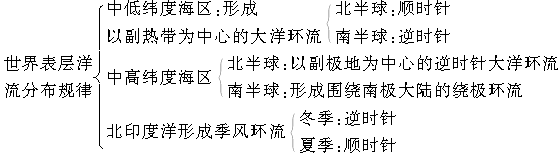 世界表层洋
流分布规律
中低纬度海区:形成
以副热带为中心的大洋环流
北半球:顺时针
南半球:逆时针
中高纬度海区
北半球:以副极地为中心的逆时针大洋环流
南半球:形成围绕南极大陆的绕极环流
北印度洋形成季风环流
冬季:逆时针
夏季:顺时针